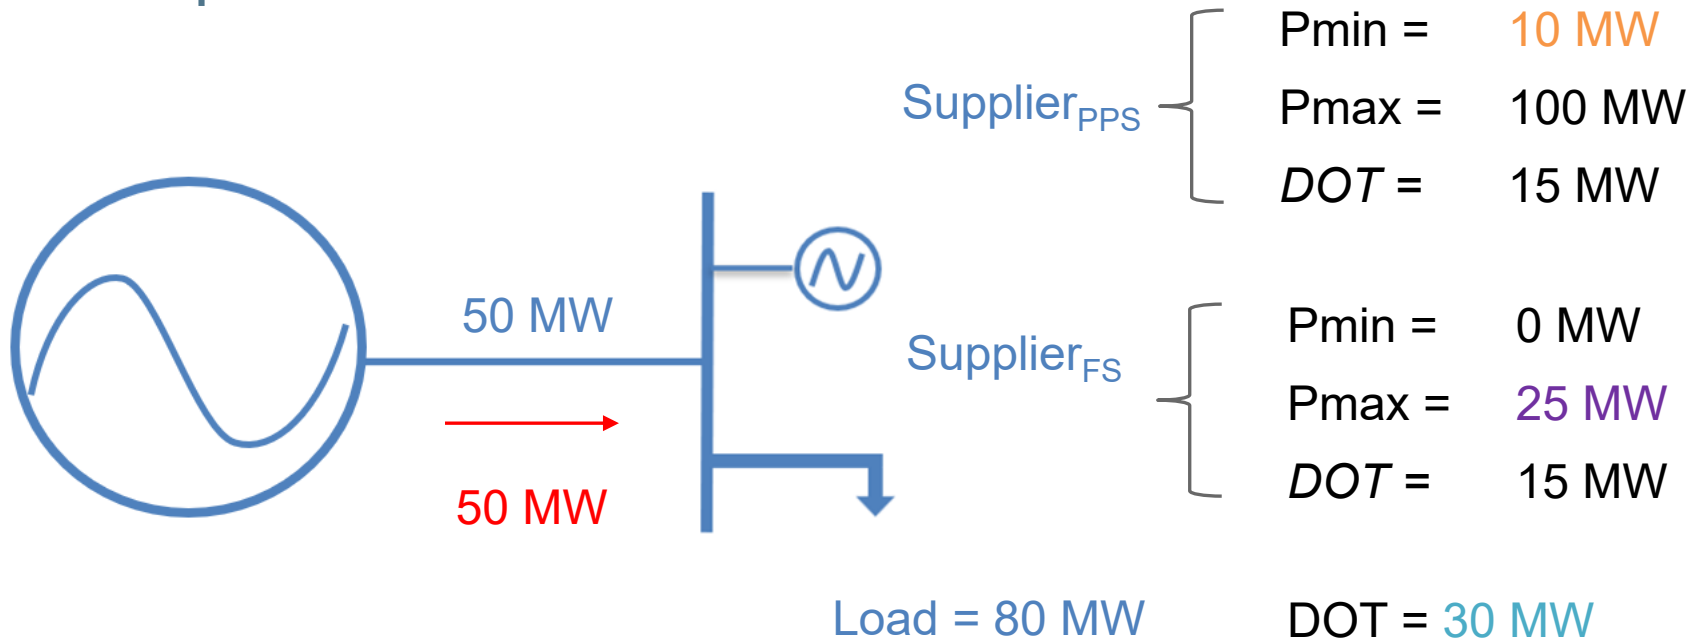 Pmin = 10 MW
Supplier_PPS
Pmax = 100 MW
DOT = 15 MW
50 MW
50 MW
Supplier_FS
Pmin = 0 MW
Pmax = 25 MW
DOT = 15 MW
Load = 80 MW
DOT = 30 MW